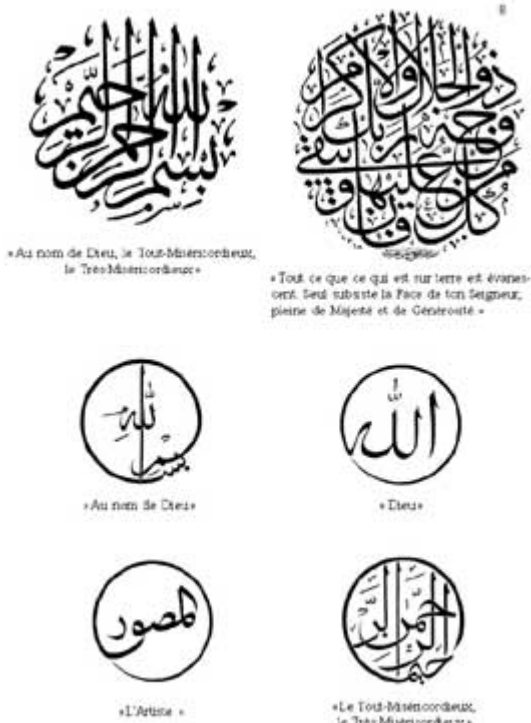 8
بسم الله الرحمن الرحيم
«Au nom de Dieu, le Tout-Miséricordieux,
le Très-Miséricordieux»
كل من عليها فان ويبقى وجه ربك ذو الجلال والإكرام
«Tout ce que ce qui est sur terre est évanes-
cent. Seul subsiste la Face de ton Seigneur,
pleine de Majesté et de Générosité.»
بسم الله
«Au nom de Dieu»
الله
«Dieu»
المصور
«L'Artiste»
الرحمن الرحيم
«Le Tout-Miséricordieux,
le Très-Miséricordieux»